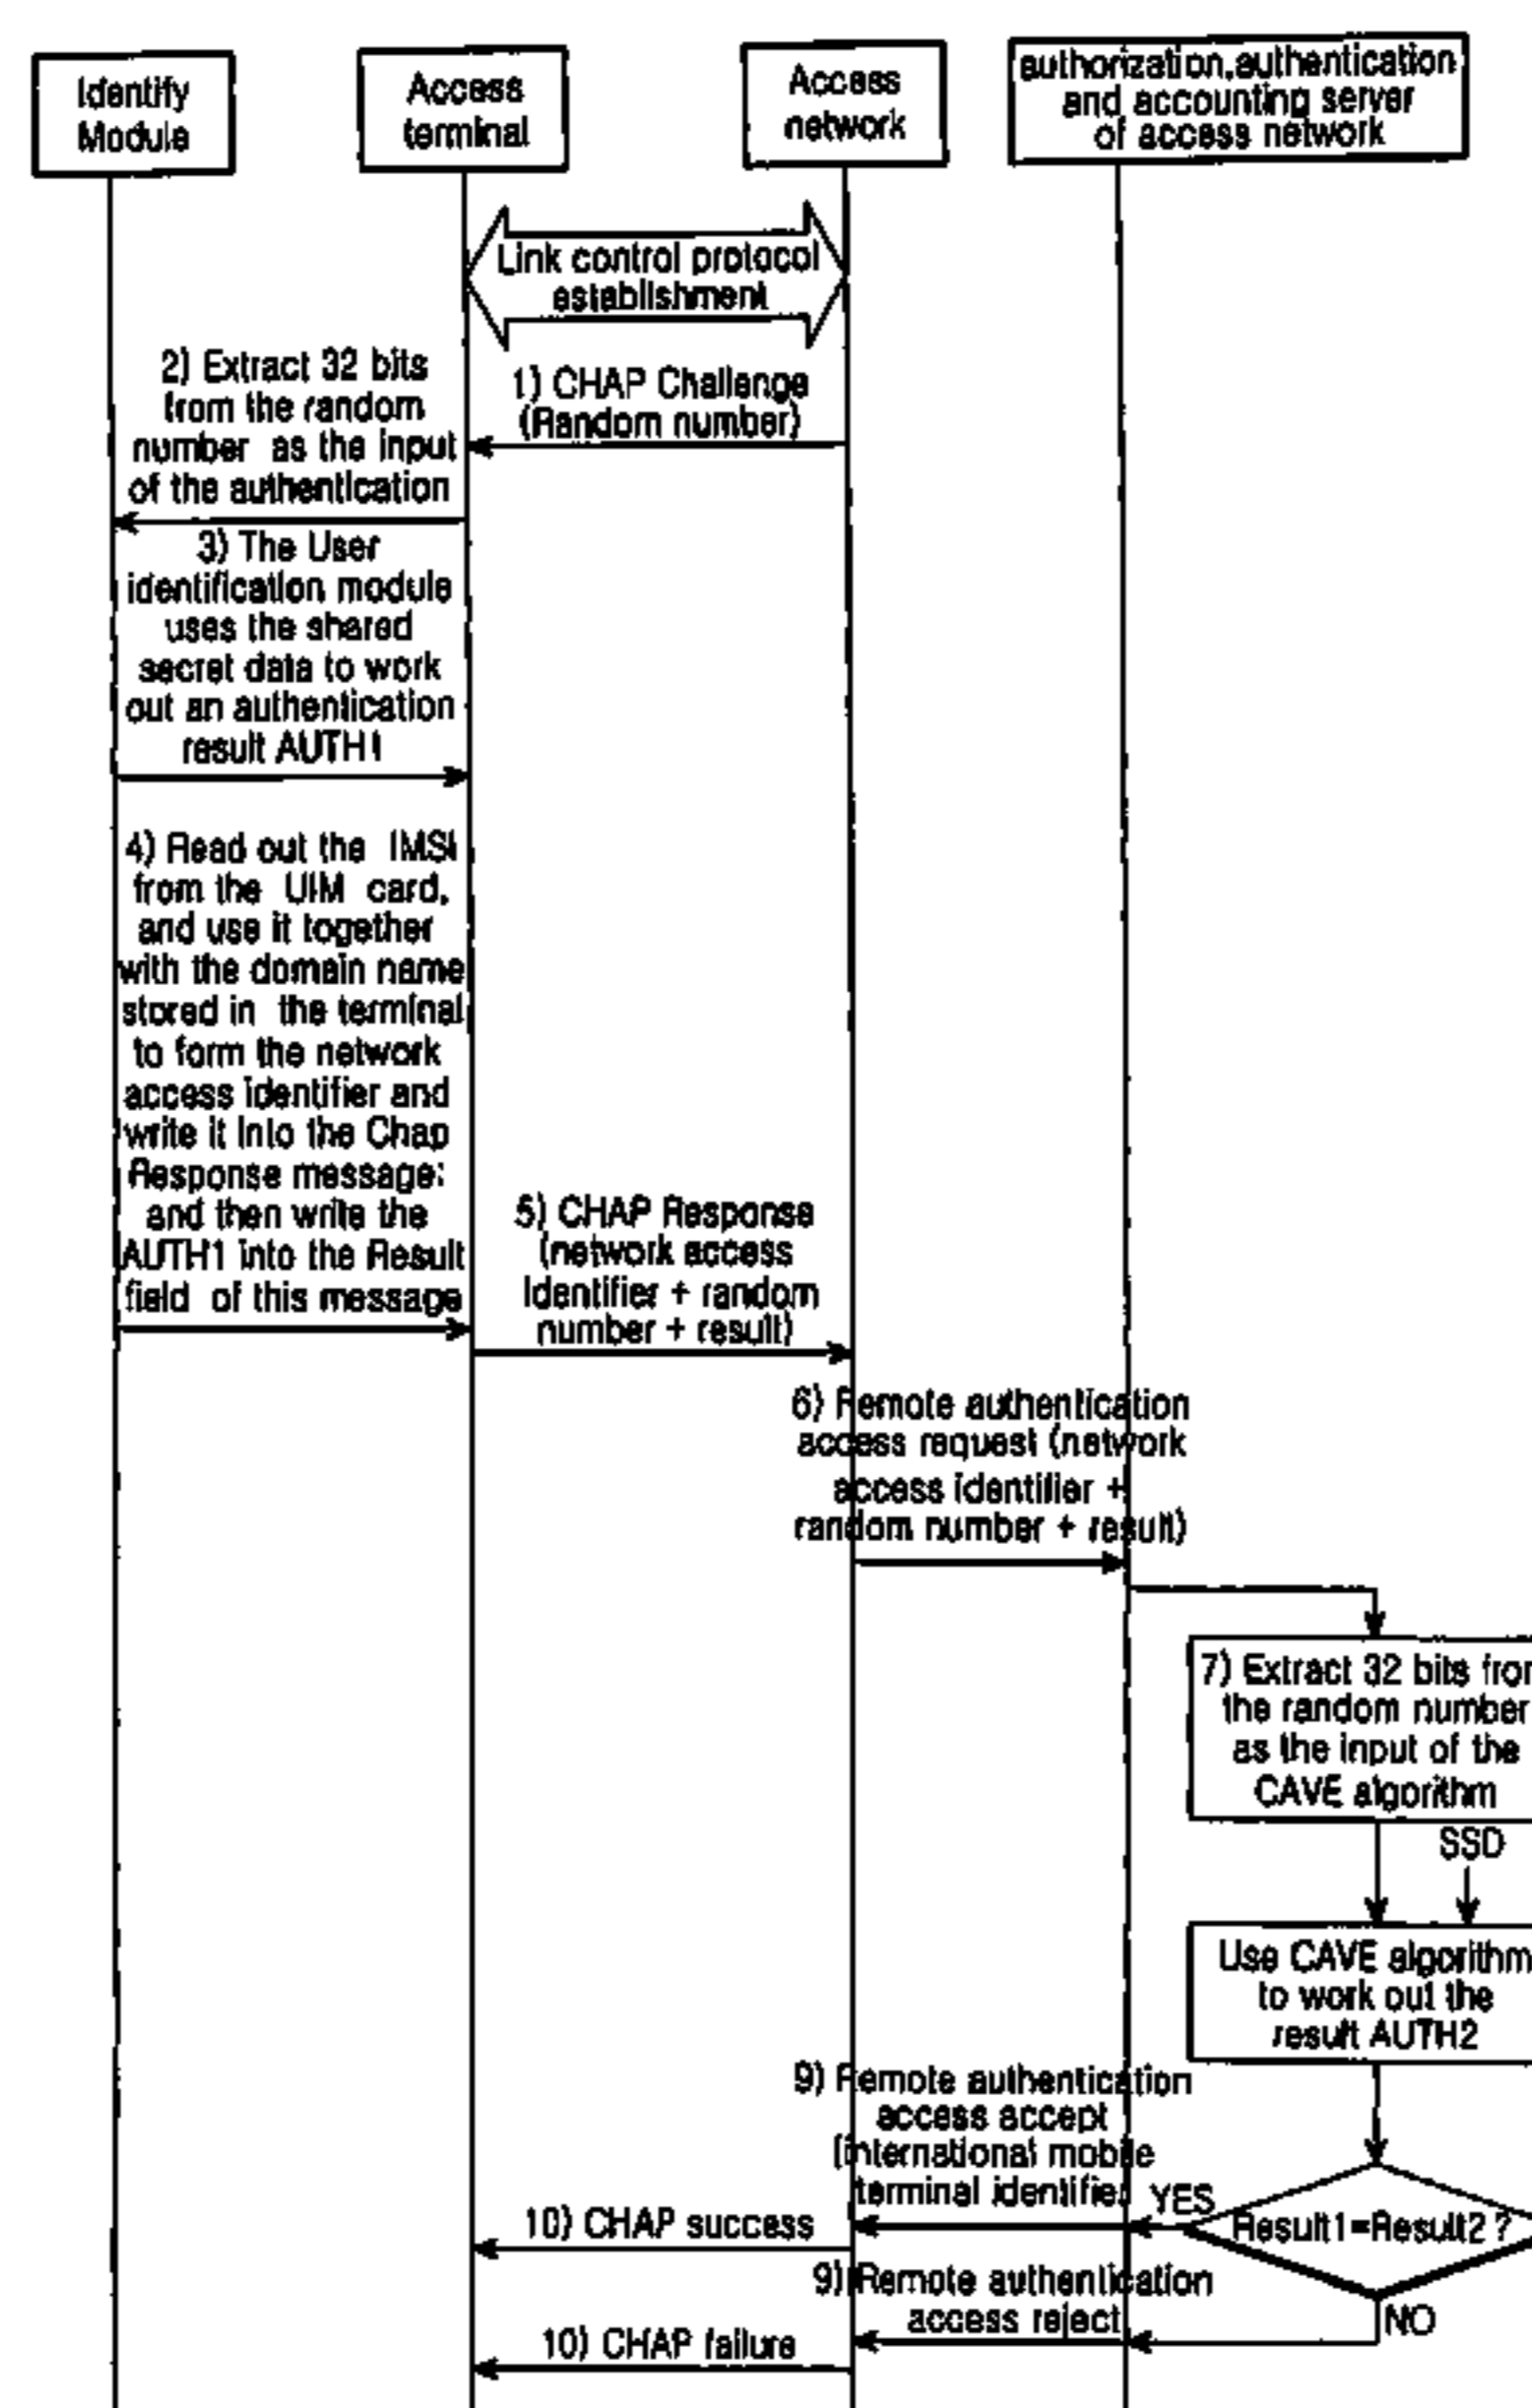 Identify
Module
Access
terminal
Access
network
authorization,authentication
and accounting server
of access network
Link control protocol
establishment
1) CHAP Challenge
(Random number)
2) Extract 32 bits
from the random
number as the input
of the authentication
3) The User
identification module
uses the shared
secret data to work
out an authentication
result AUTH1
4) Read out the IMSI
from the UIM card,
and use it together
with the domain name
stored in the terminal
to form the network
access identifier and
write it into the Chap
Response message;
and then write the
AUTH1 into the Result
field of this message
5) CHAP Response
(network access
identifier + random
number + result)
6) Remote authentication
access request (network
access identifier +
random number + result)
7) Extract 32 bits from
the random number
as the input of the
CAVE algorithm
SSD
Use CAVE algorithm
to work out the
result AUTH2
9) Remote authentication
access accept
(international mobile
terminal identifier
YES
Result1=Result2 ?
10) CHAP success
9) Remote authentication
access reject
NO
10) CHAP failure